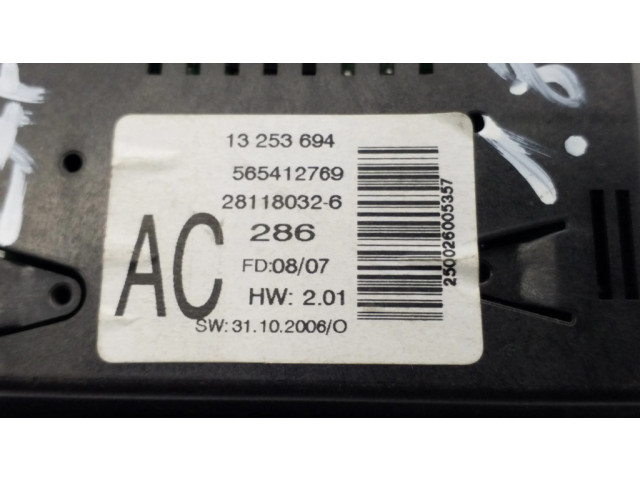 13 253 694
565412769
28118032-6
286
AC
FD:08/07
HW: 2.01
SW: 31.10.2006/O
250026005357